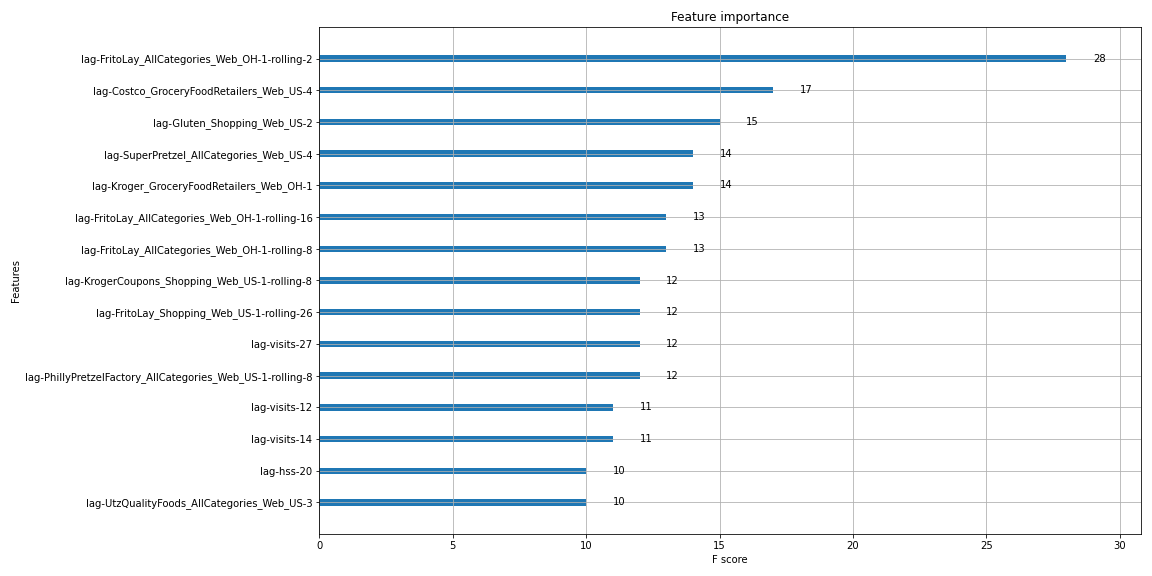 Feature importance
lag-FritoLay_AllCategories_Web_OH-1-rolling-2 28
lag-Costco_GroceryFoodRetailers_Web_US-4 17
lag-Gluten_Shopping_Web_US-2 15
lag-SuperPretzel_AllCategories_Web_US-4 14
lag-Kroger_GroceryFoodRetailers_Web_OH-1 14
lag-FritoLay_AllCategories_Web_OH-1-rolling-16 13
lag-FritoLay_AllCategories_Web_OH-1-rolling-8 13
lag-KrogerCoupons_Shopping_Web_US-1-rolling-8 12
lag-FritoLay_Shopping_Web_US-1-rolling-26 12
lag-visits-27 12
lag-PhillyPretzelFactory_AllCategories_Web_US-1-rolling-8 12
lag-visits-12 11
lag-visits-14 11
lag-hss-20 10
lag-UtzQualityFoods_AllCategories_Web_US-3 10
Features
0 5 10 15 20 25 30
F score